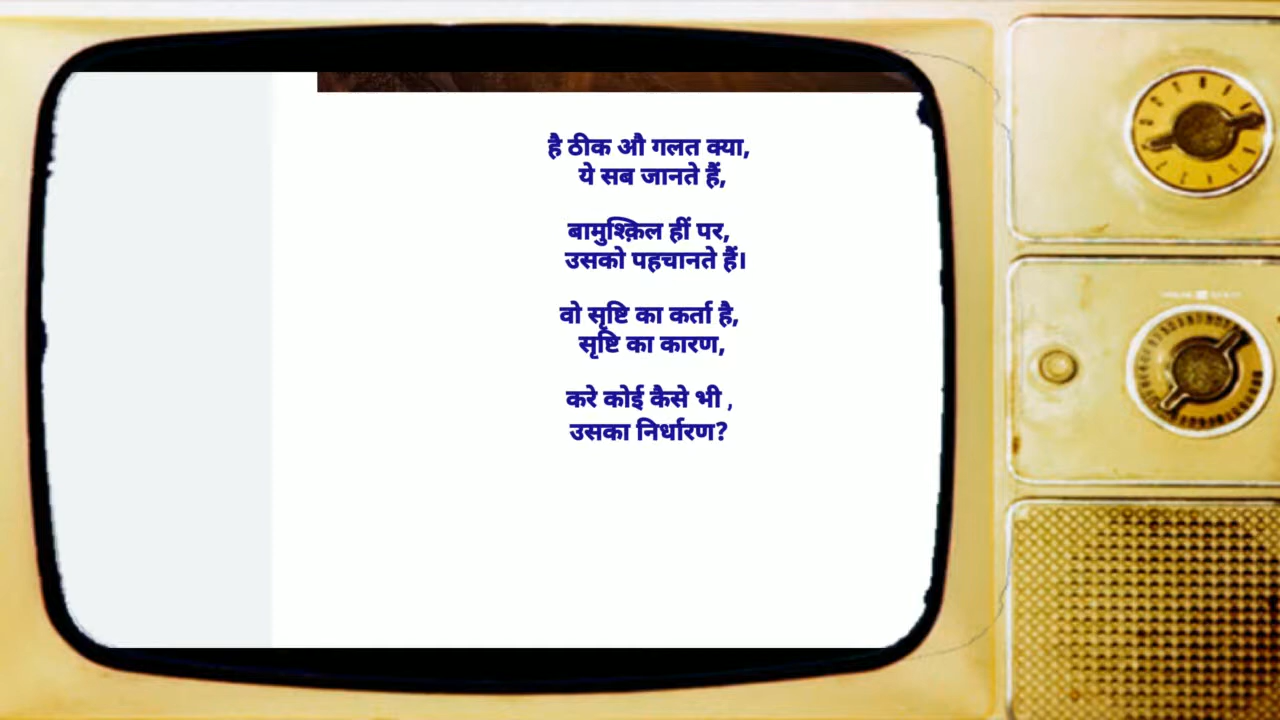 है ठीक औ गलत क्या,
ये सब जानते हैं,
बामुश्क़िल हीं पर,
उसको पहचानते हैं।
वो सृष्टि का कर्ता है,
सृष्टि का कारण,
करे कोई कैसे भी ,
उसका निर्धारण?